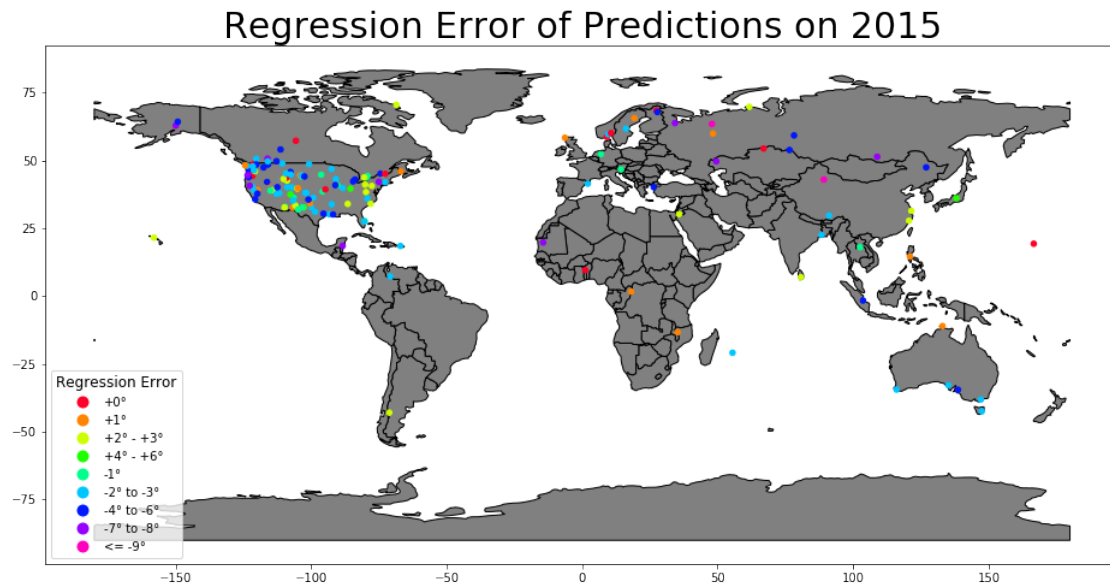 Regression Error of Predictions on 2015
75
50
25
0
−25
−50
−75
Regression Error
+0°
+1°
+2° - +3°
+4° - +6°
-1°
-2° to -3°
-4° to -6°
-7° to -8°
<= -9°
−150
−100
−50
0
50
100
150